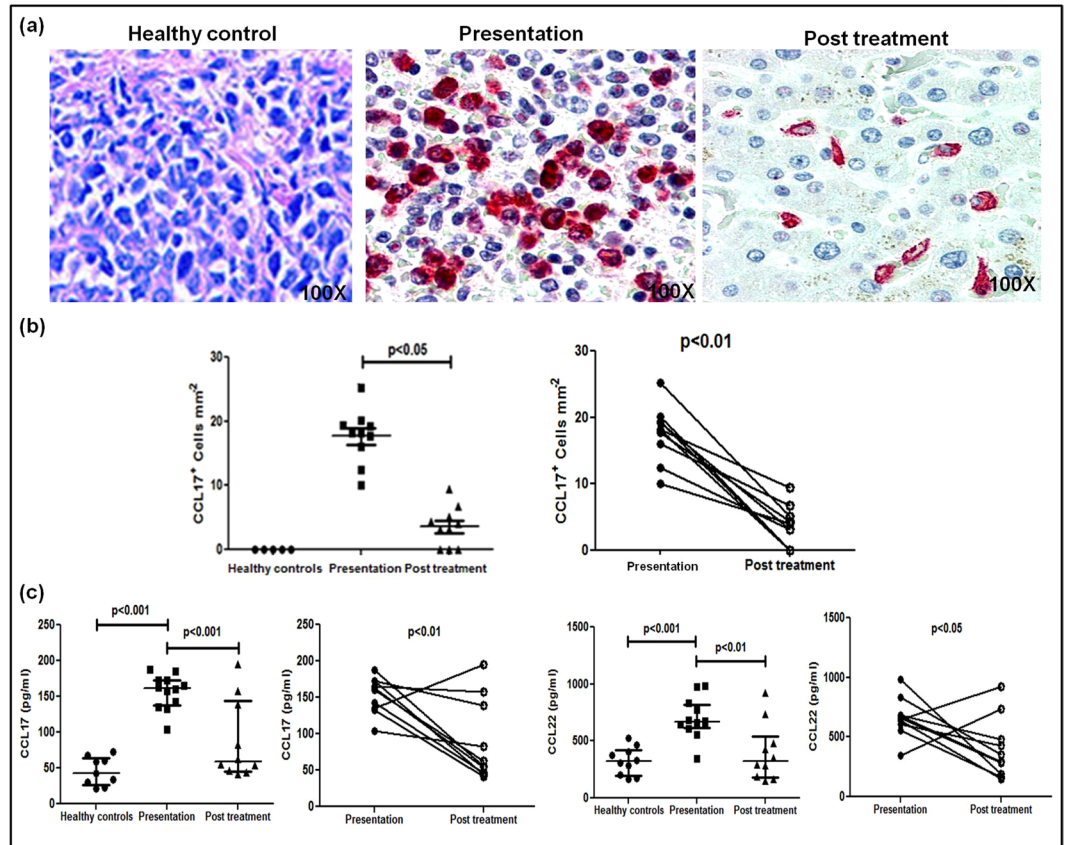 (a)
Healthy control
Presentation
Post treatment
100X
100X
100X
(b)
p<0.05
30
20
10
0
CCL17+ Cells mm-2
Healthy controls
Presentation
Post treatment
p<0.01
30
20
10
0
CCL17+ Cells mm-2
Presentation
Post treatment
(c)
p<0.001
p<0.001
250
200
150
100
50
0
CCL17 (pg/ml)
Healthy controls
Presentation
Post treatment
p<0.01
250
200
150
100
50
0
CCL17 (pg/ml)
Presentation
Post treatment
p<0.001
p<0.01
1500
1000
500
0
CCL22 (pg/ml)
Healthy controls
Presentation
Post treatment
p<0.05
1500
1000
500
0
CCL22 (pg/ml)
Presentation
Post treatment